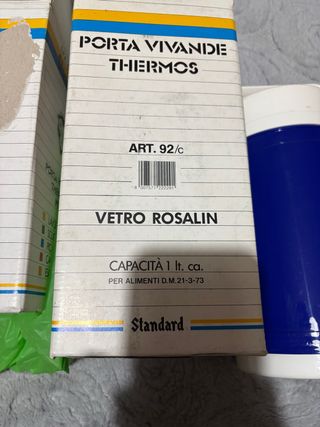 PORTA VIVANDE
THERMOS
ART. 92/c
VETRO ROSALIN
CAPACITÀ 1 lt. ca.
PER ALIMENTI D.M. 21-3-73
Standard